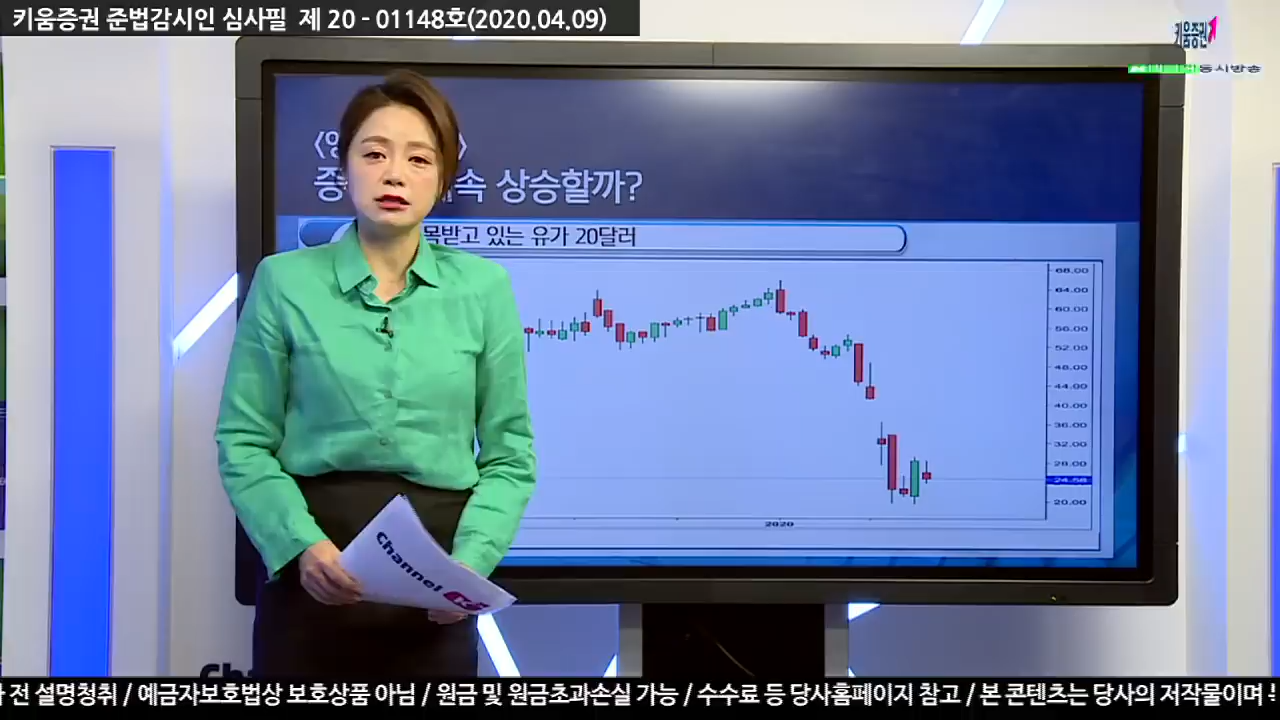 키움증권 준법감시인 심사필 제 20 - 01148호(2020.04.09)
키움증권
동시방송
증 속 상승할까?
목받고 있는 유가 20달러
68.00
64.00
60.00
56.00
52.00
48.00
44.00
40.00
36.00
32.00
28.00
24.58
20.00
2020
Channel K
전 설명청취 / 예금자보호법상 보호상품 아님 / 원금 및 원금초과손실 가능 / 수수료 등 당사홈페이지 참고 / 본 콘텐츠는 당사의 저작물이며